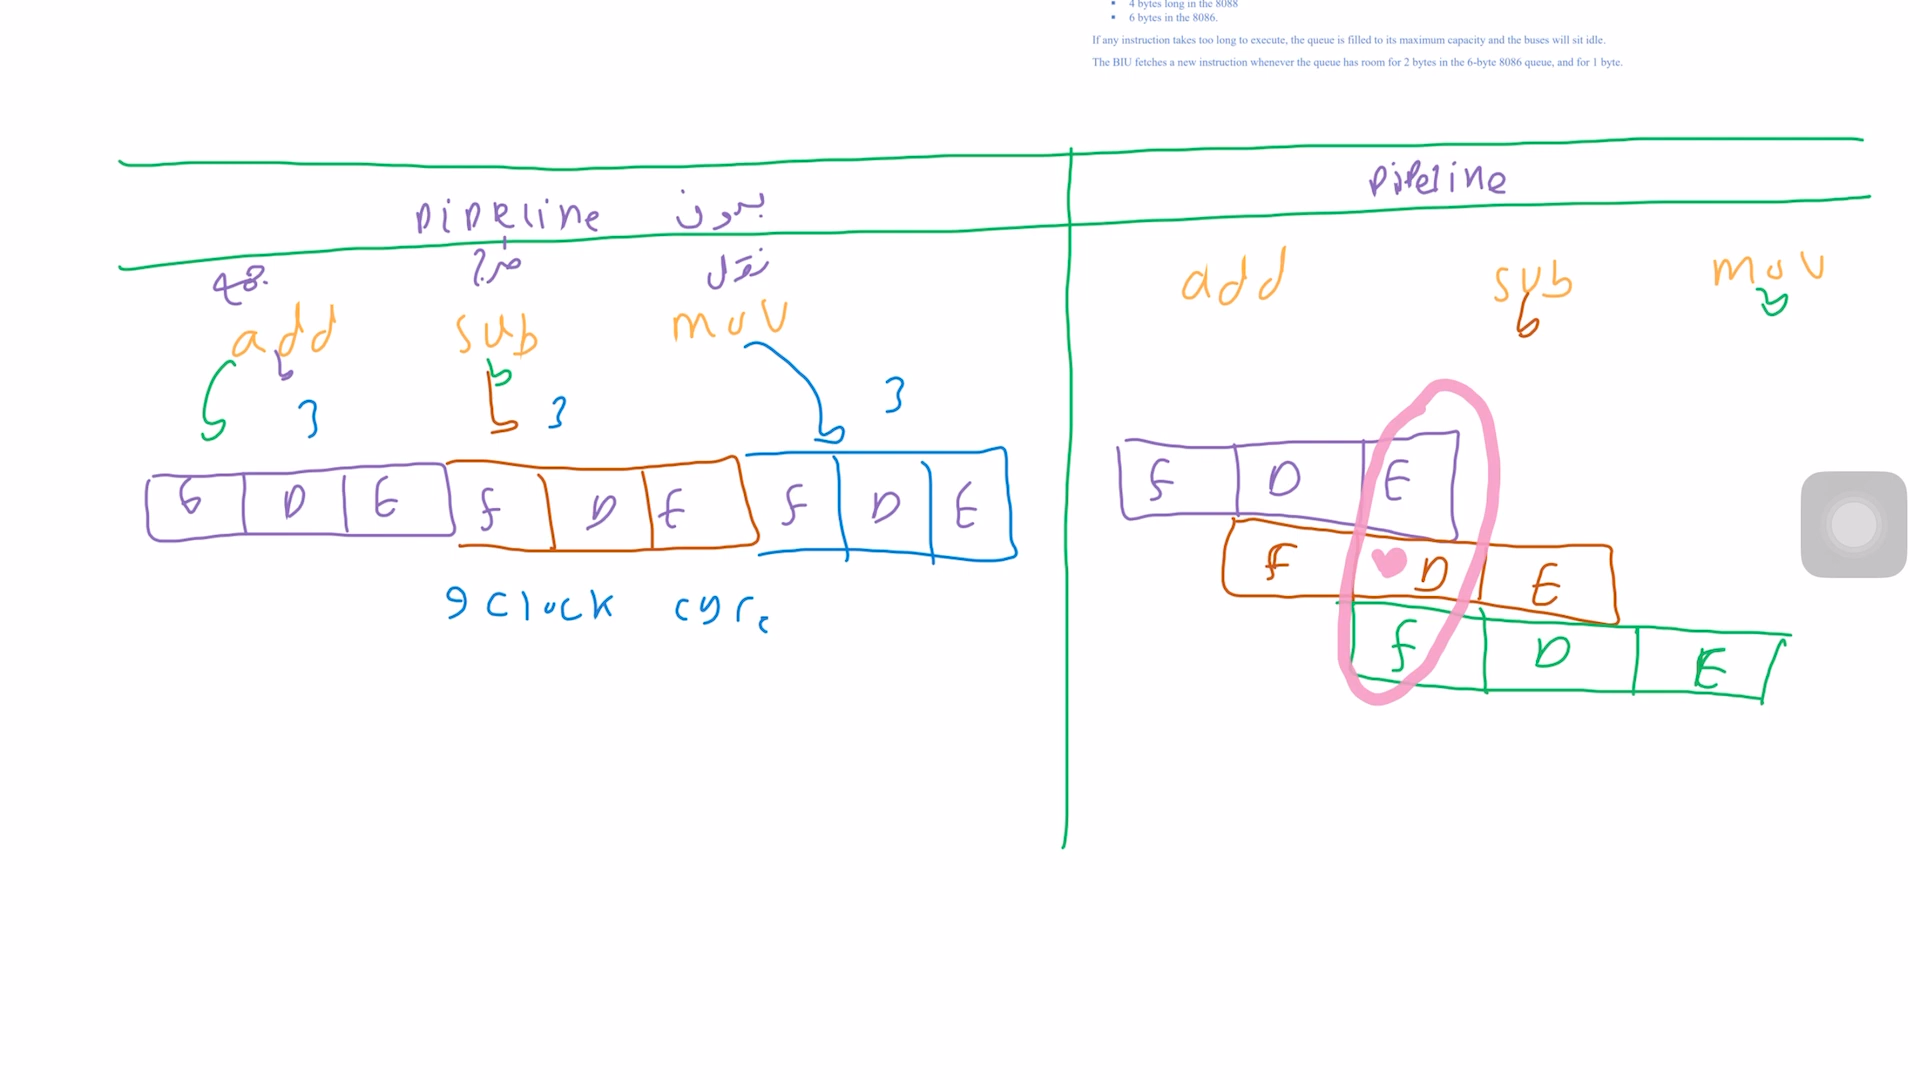 4 bytes long in the 8088
6 bytes in the 8086.
If any instruction takes too long to execute, the queue is filled to its maximum capacity and the buses will sit idle.
The BIU fetches a new instruction whenever the queue has room for 2 bytes in the 6-byte 8086 queue, and for 1 byte.
بدون pipeline
نقل
add sub mov
3 3 3
D E F D E F D E
9 clock
pipeline
add sub mov
F D E
F D E
F D E